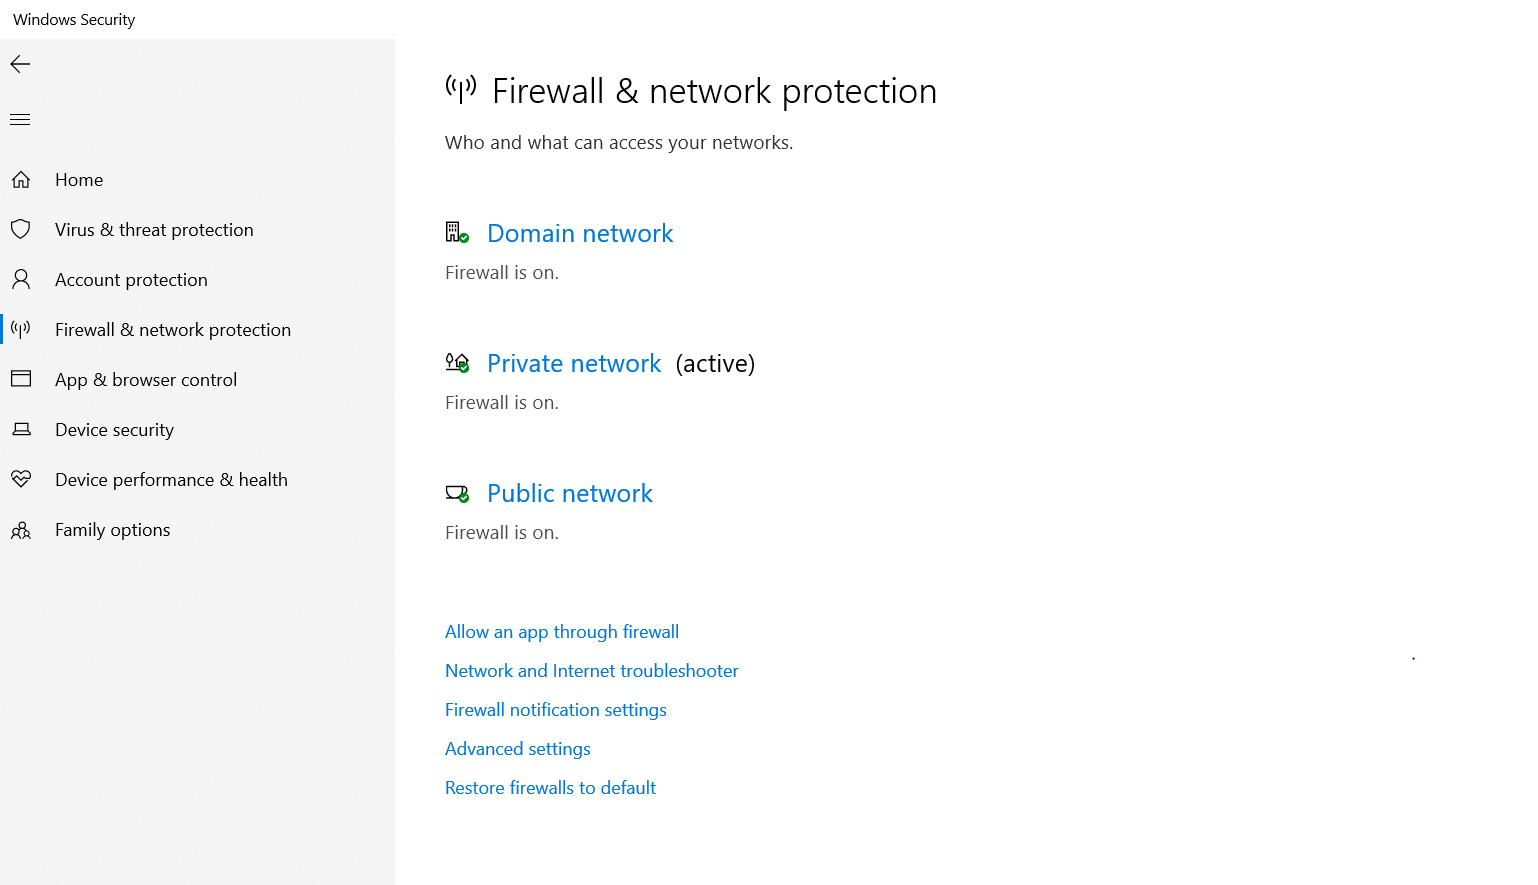 Windows Security
Home
Virus & threat protection
Account protection
Firewall & network protection
App & browser control
Device security
Device performance & health
Family options
Firewall & network protection
Who and what can access your networks.
Domain network
Firewall is on.
Private network (active)
Firewall is on.
Public network
Firewall is on.
Allow an app through firewall
Network and Internet troubleshooter
Firewall notification settings
Advanced settings
Restore firewalls to default